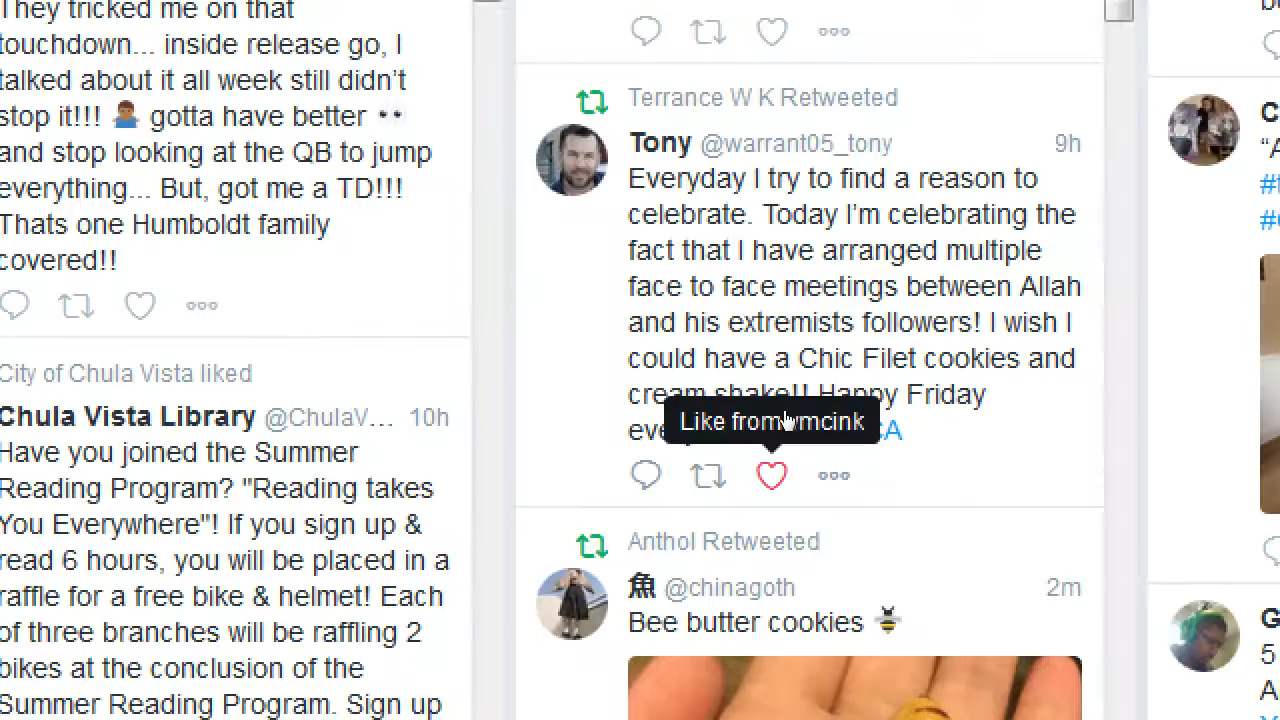 They tricked me on that
touchdown... inside release go, I
talked about it all week still didn't
stop it!!! 🤷🏾‍♂️ gotta have better 👀
and stop looking at the QB to jump
everything... But, got me a TD!!!
Thats one Humboldt family
covered!!
City of Chula Vista liked
Chula Vista Library @ChulaV... 10h
Have you joined the Summer
Reading Program? "Reading takes
You Everywhere"! If you sign up &
read 6 hours, you will be placed in a
raffle for a free bike & helmet! Each
of three branches will be raffling 2
bikes at the conclusion of the
Summer Reading Program. Sign up
Terrance W K Retweeted
Tony @warrant05_tony 9h
Everyday I try to find a reason to
celebrate. Today I'm celebrating the
fact that I have arranged multiple
face to face meetings between Allah
and his extremists followers! I wish I
could have a Chic Filet cookies and
cream shake!! Happy Friday
Like from
Anthol Retweeted
魚 @chinagoth 2m
Bee butter cookies 🐝